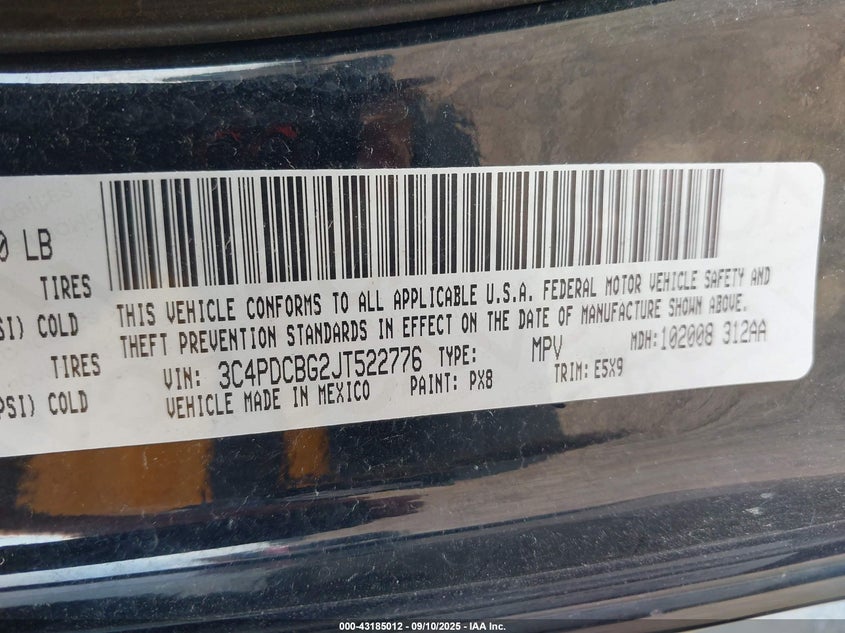 0 LB
TIRES
SI) COLD
TIRES
PSI) COLD
THIS VEHICLE CONFORMS TO ALL APPLICABLE U.S.A. FEDERAL MOTOR VEHICLE SAFETY AND
THEFT PREVENTION STANDARDS IN EFFECT ON THE DATE OF MANUFACTURE SHOWN ABOVE.
VIN: 3C4PDCBG2JT522776 TYPE: MPV MDH:102008 312AA
VEHICLE MADE IN MEXICO PAINT: PX8 TRIM: E5X9
000-43185012 - 09/10/2025 - IAA Inc.